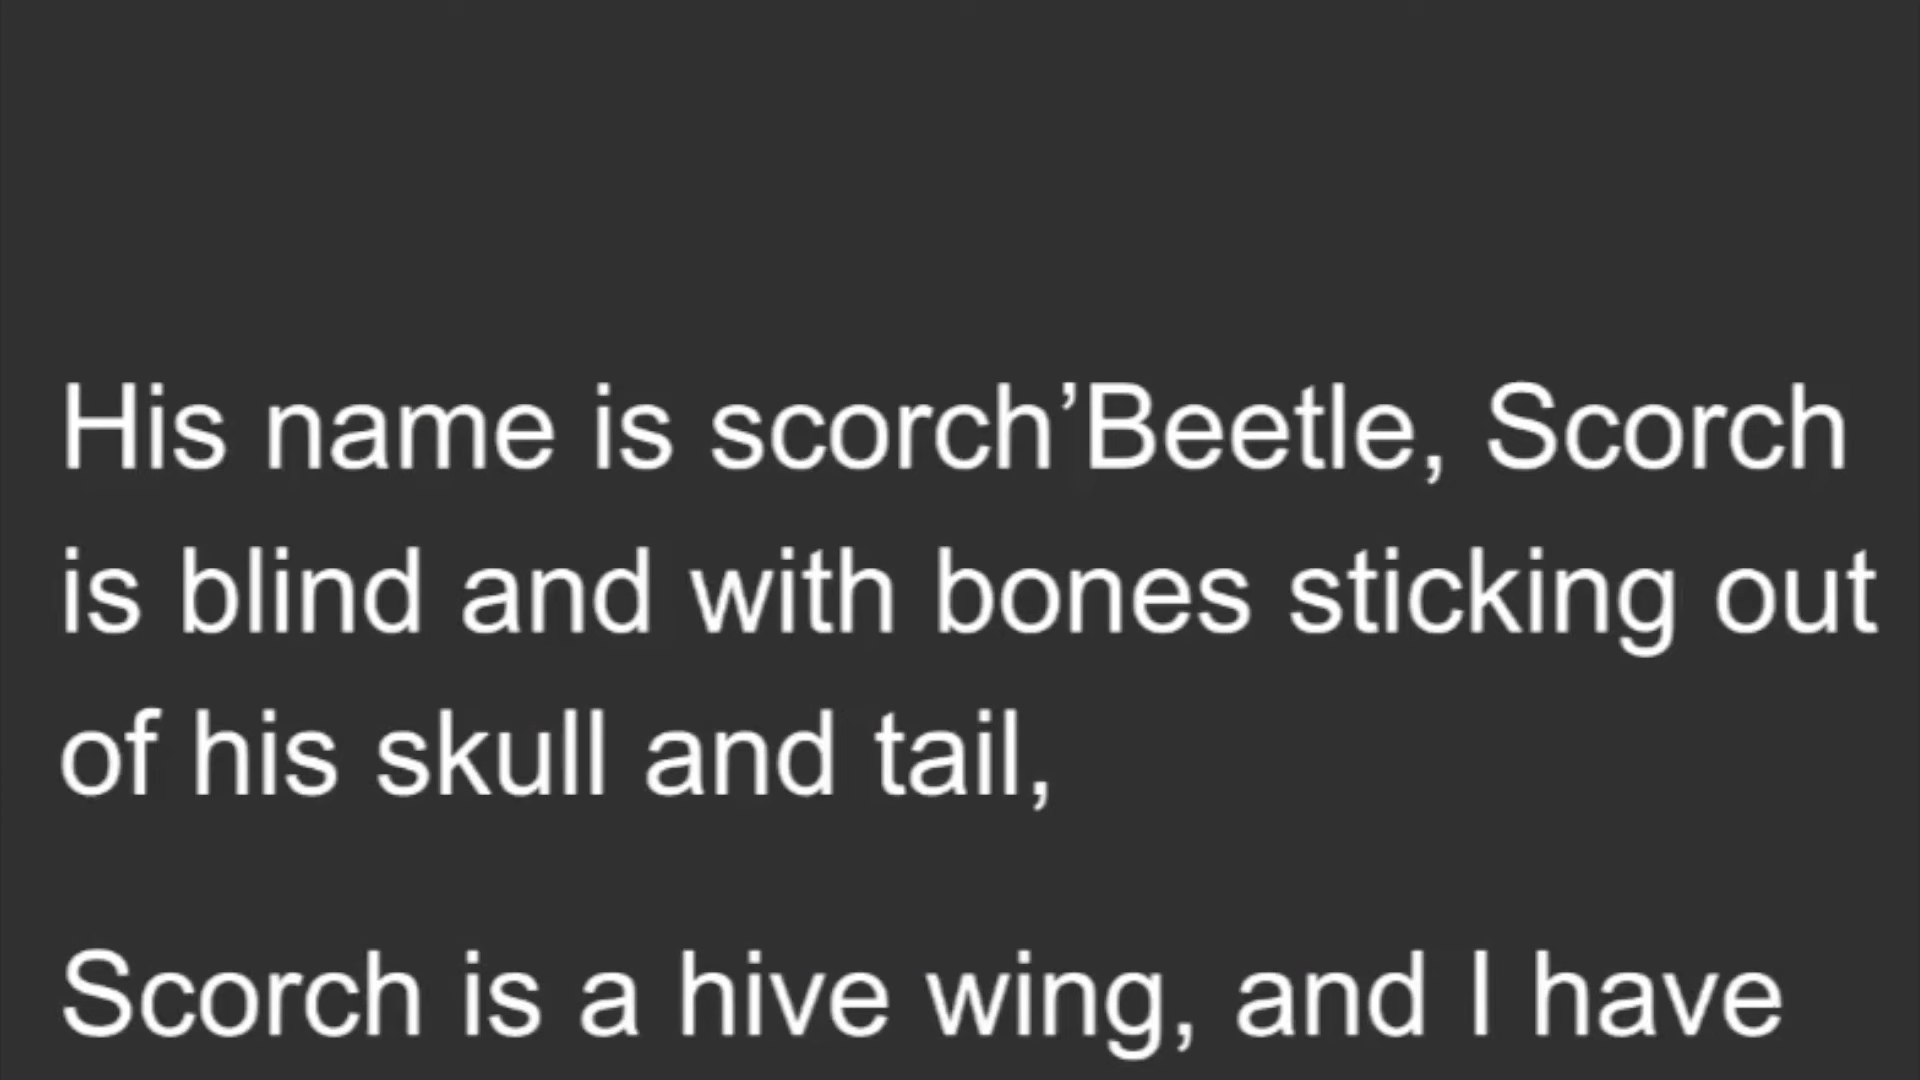 His name is scorch’Beetle, Scorch
is blind and with bones sticking out
of his skull and tail,
Scorch is a hive wing, and I have